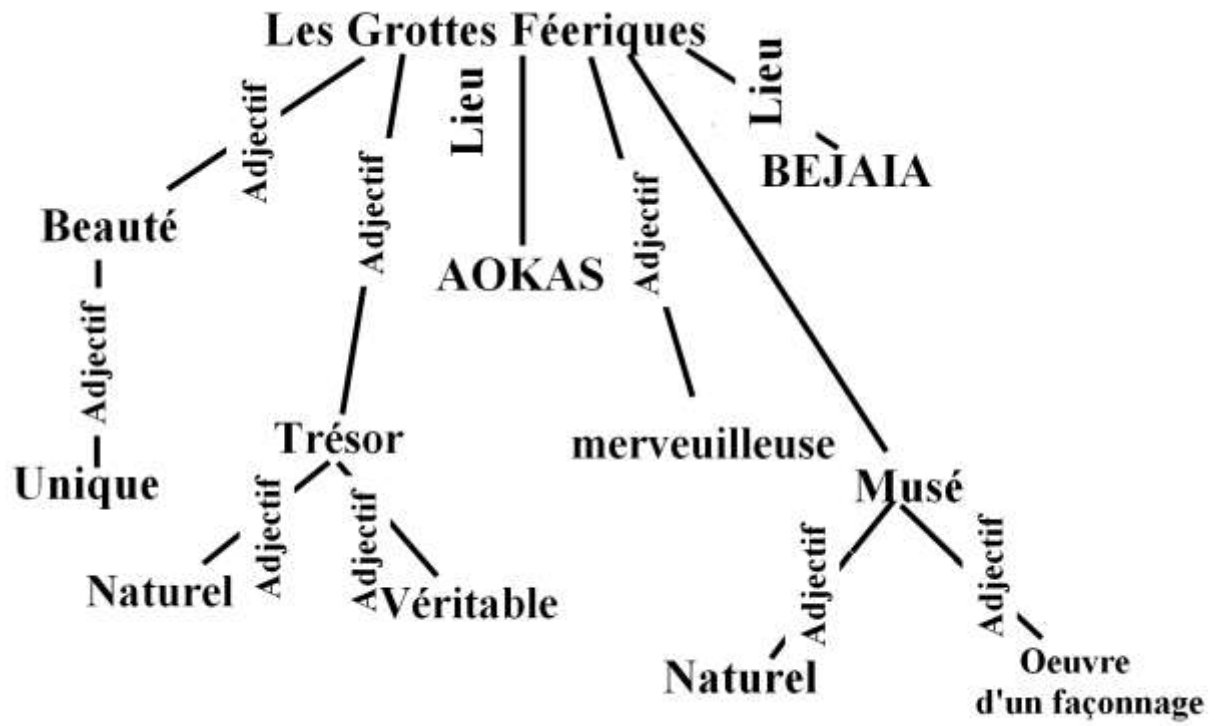 Les Grottes Féeriques
Adjectif
Adjectif
Lieu
Adjectif
Lieu
BEJAIA
Beauté
AOKAS
Adjectif
Trésor
merveuilleuse
Unique
Musé
Adjectif
Adjectif
Adjectif
Adjectif
Naturel
Véritable
Naturel
Oeuvre
d'un façonnage